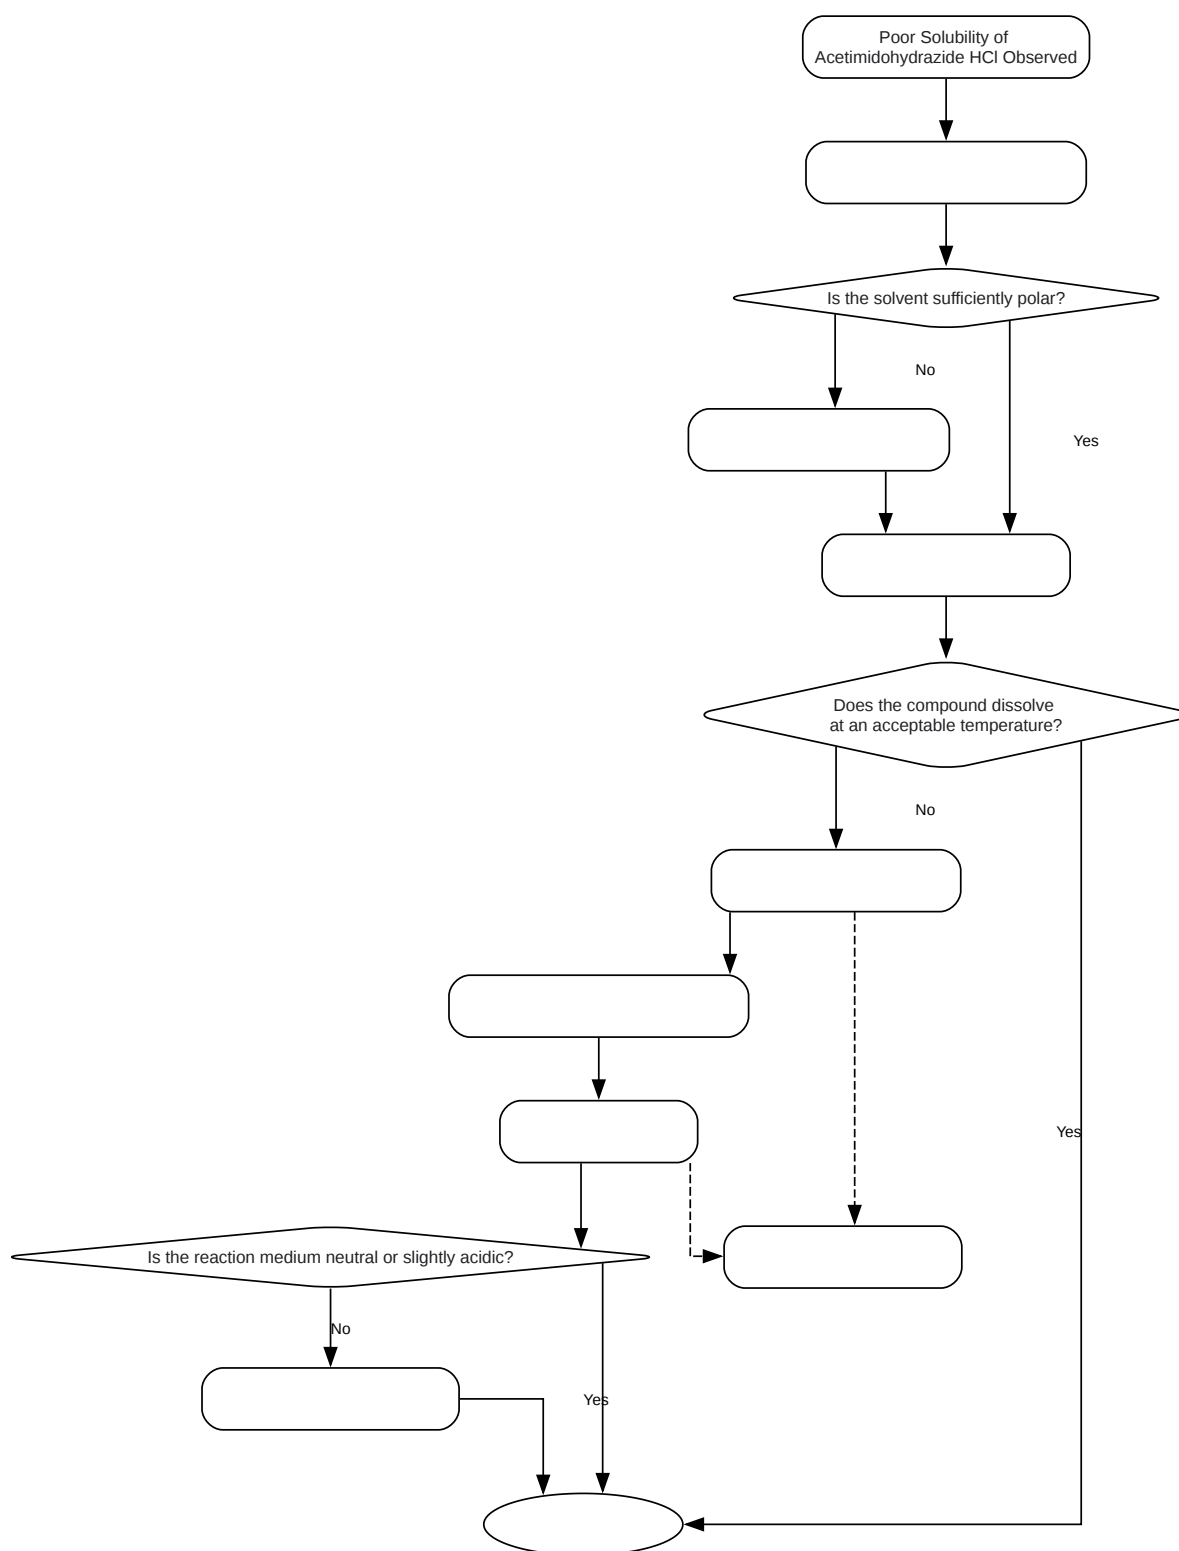 Poor Solubility of
Acetimidohydrazide HCl Observed
Is the solvent sufficiently polar?
No
Yes
Does the compound dissolve
at an acceptable temperature?
No
Yes
Is the reaction medium neutral or slightly acidic?
No
Yes